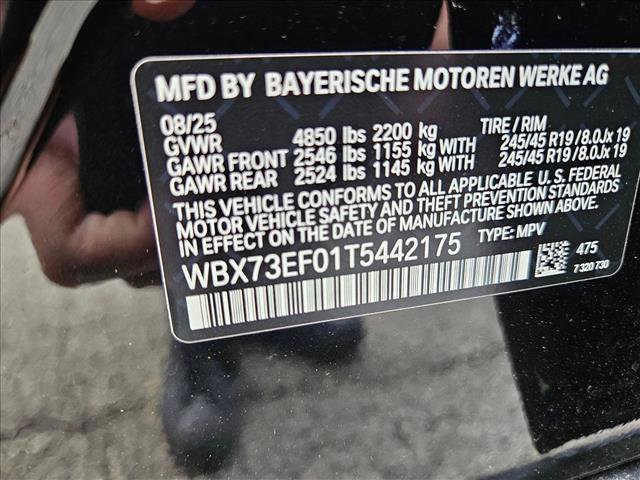 MFD BY BAYERISCHE MOTOREN WERKE AG
08/25 TIRE / RIM
GVWR 4850 lbs 2200 kg
GAWR FRONT 2546 lbs 1155 kg WITH 245/45 R19 / 8.0Jx 19
GAWR REAR 2524 lbs 1145 kg WITH 245/45 R19 / 8.0Jx 19
THIS VEHICLE CONFORMS TO ALL APPLICABLE U. S. FEDERAL
MOTOR VEHICLE SAFETY AND THEFT PREVENTION STANDARDS
IN EFFECT ON THE DATE OF MANUFACTURE SHOWN ABOVE.
WBX73EF01T5442175 TYPE: MPV
475
7 320 730